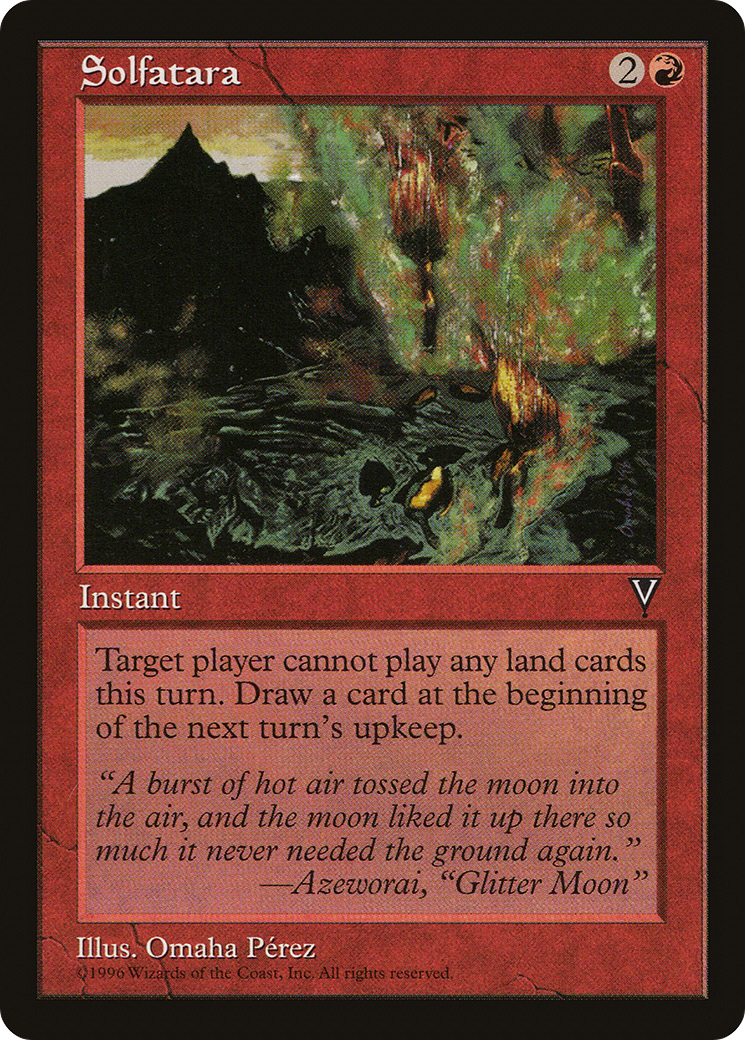 Solfatara
2
Instant
V
Target player cannot play any land cards
this turn. Draw a card at the beginning
of the next turn's upkeep.
“A burst of hot air tossed the moon into
the air, and the moon liked it up there so
much it never needed the ground again.”
—Azeworai, “Glitter Moon”
Illus. Omaha Pérez
©1996 Wizards of the Coast, Inc. All rights reserved.